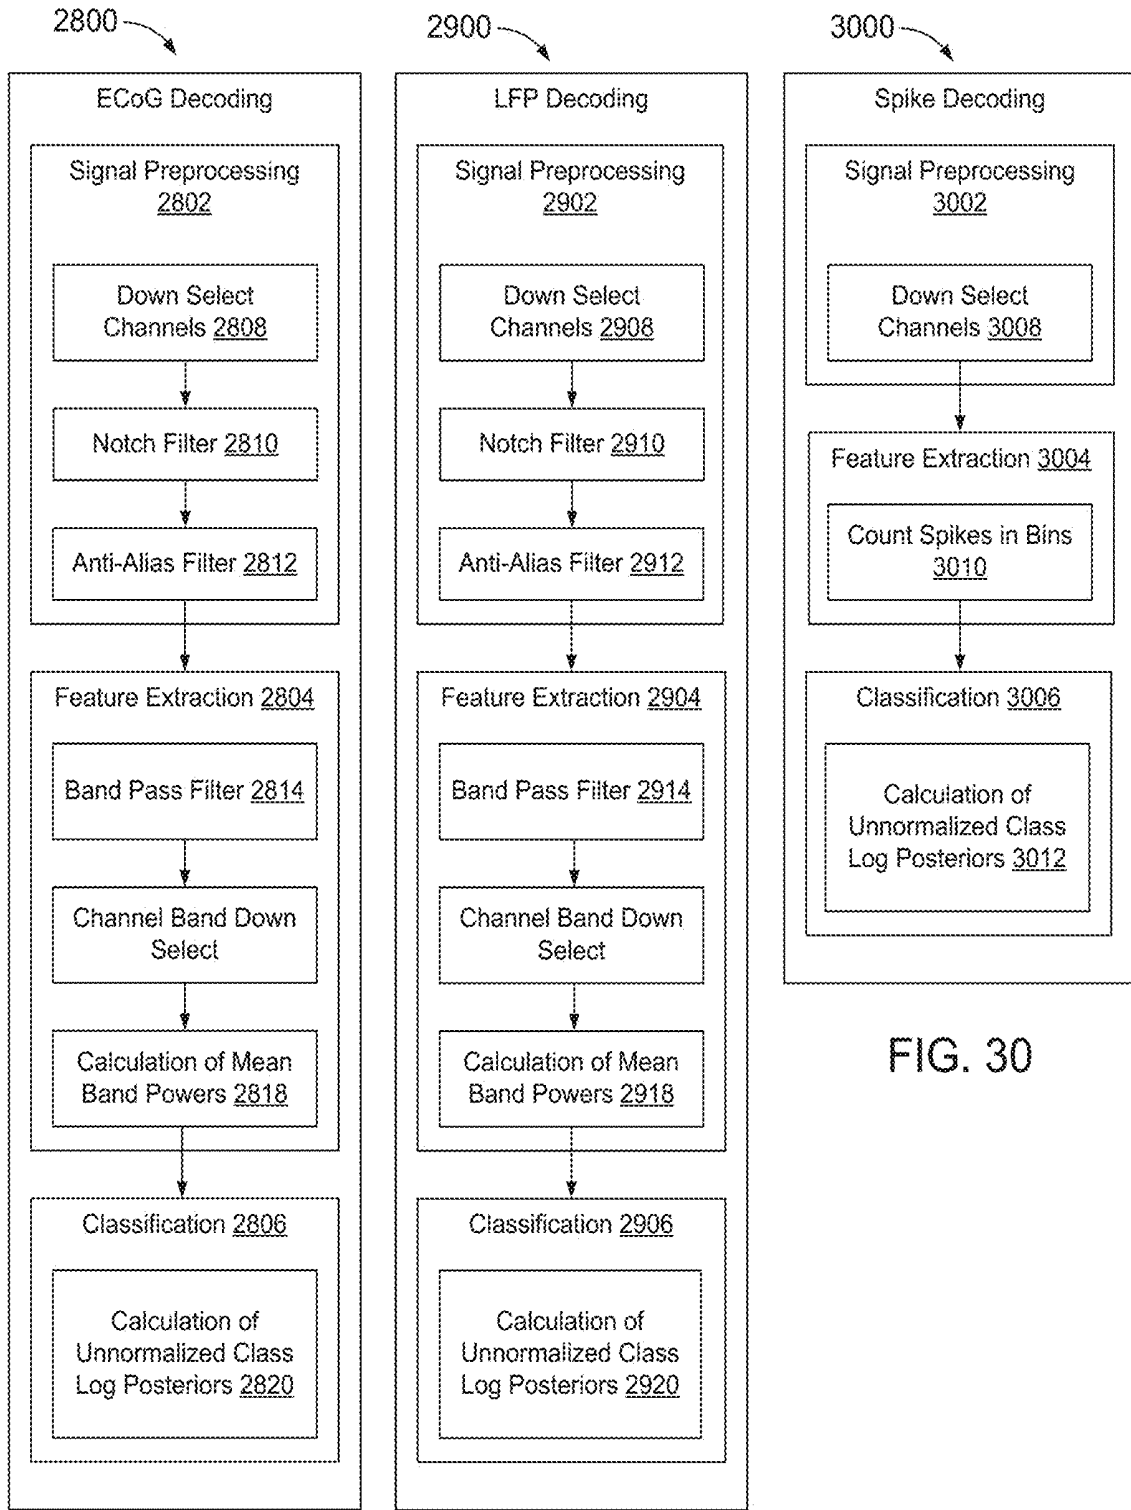 2800
ECoG Decoding
Signal Preprocessing
2802
Down Select
Channels 2808
Notch Filter 2810
Anti-Alias Filter 2812
Feature Extraction 2804
Band Pass Filter 2814
Channel Band Down
Select
Calculation of Mean
Band Powers 2818
Classification 2806
Calculation of
Unnormalized Class
Log Posteriors 2820
2900
LFP Decoding
Signal Preprocessing
2902
Down Select
Channels 2908
Notch Filter 2910
Anti-Alias Filter 2912
Feature Extraction 2904
Band Pass Filter 2914
Channel Band Down
Select
Calculation of Mean
Band Powers 2918
Classification 2906
Calculation of
Unnormalized Class
Log Posteriors 2920
3000
Spike Decoding
Signal Preprocessing
3002
Down Select
Channels 3008
Feature Extraction 3004
Count Spikes in Bins
3010
Classification 3006
Calculation of
Unnormalized Class
Log Posteriors 3012
FIG. 30